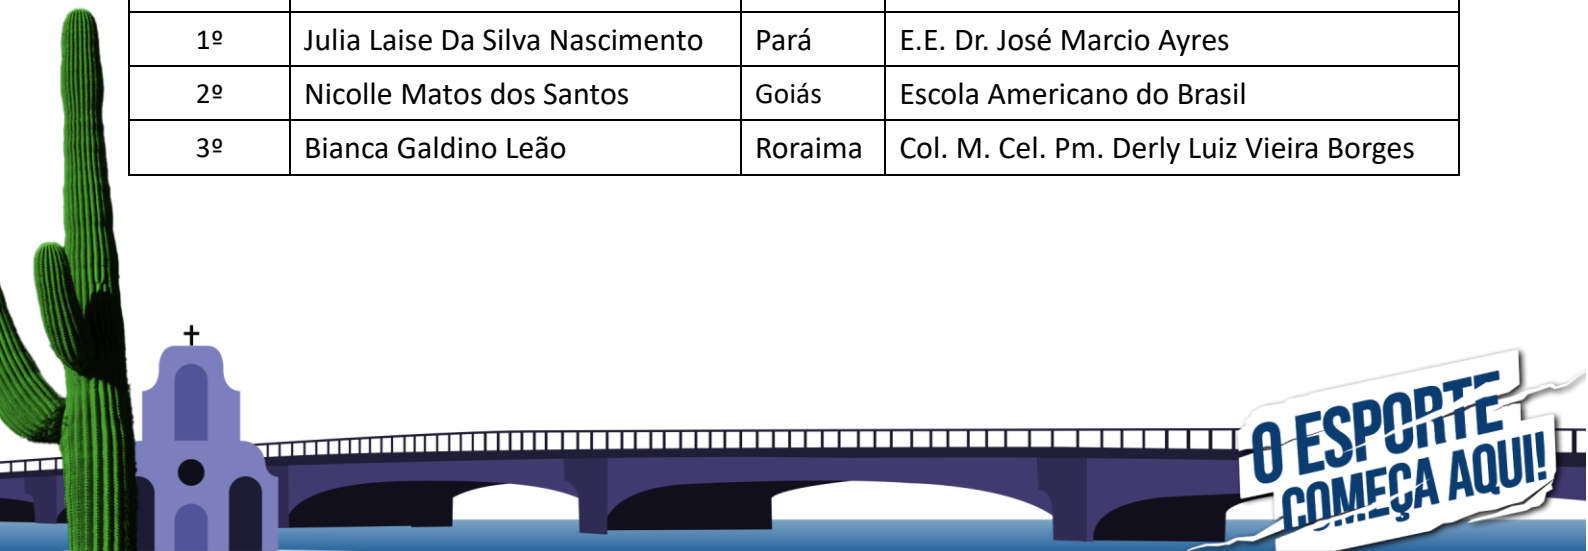 1º Julia Laise Da Silva Nascimento Pará E.E. Dr. José Marcio Ayres
2º Nicolle Matos dos Santos Goiás Escola Americano do Brasil
3º Bianca Galdino Leão Roraima Col. M. Cel. Pm. Derly Luiz Vieira Borges
O ESPORTE
COMEÇA AQUI!